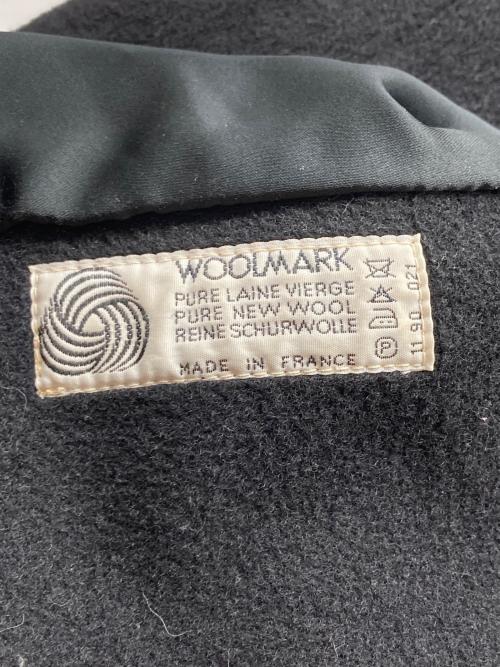 WOOLMARK
PURE LAINE VIERGE
PURE NEW WOOL
REINE SCHURWOLLE
MADE IN FRANCE
P
11.90 021